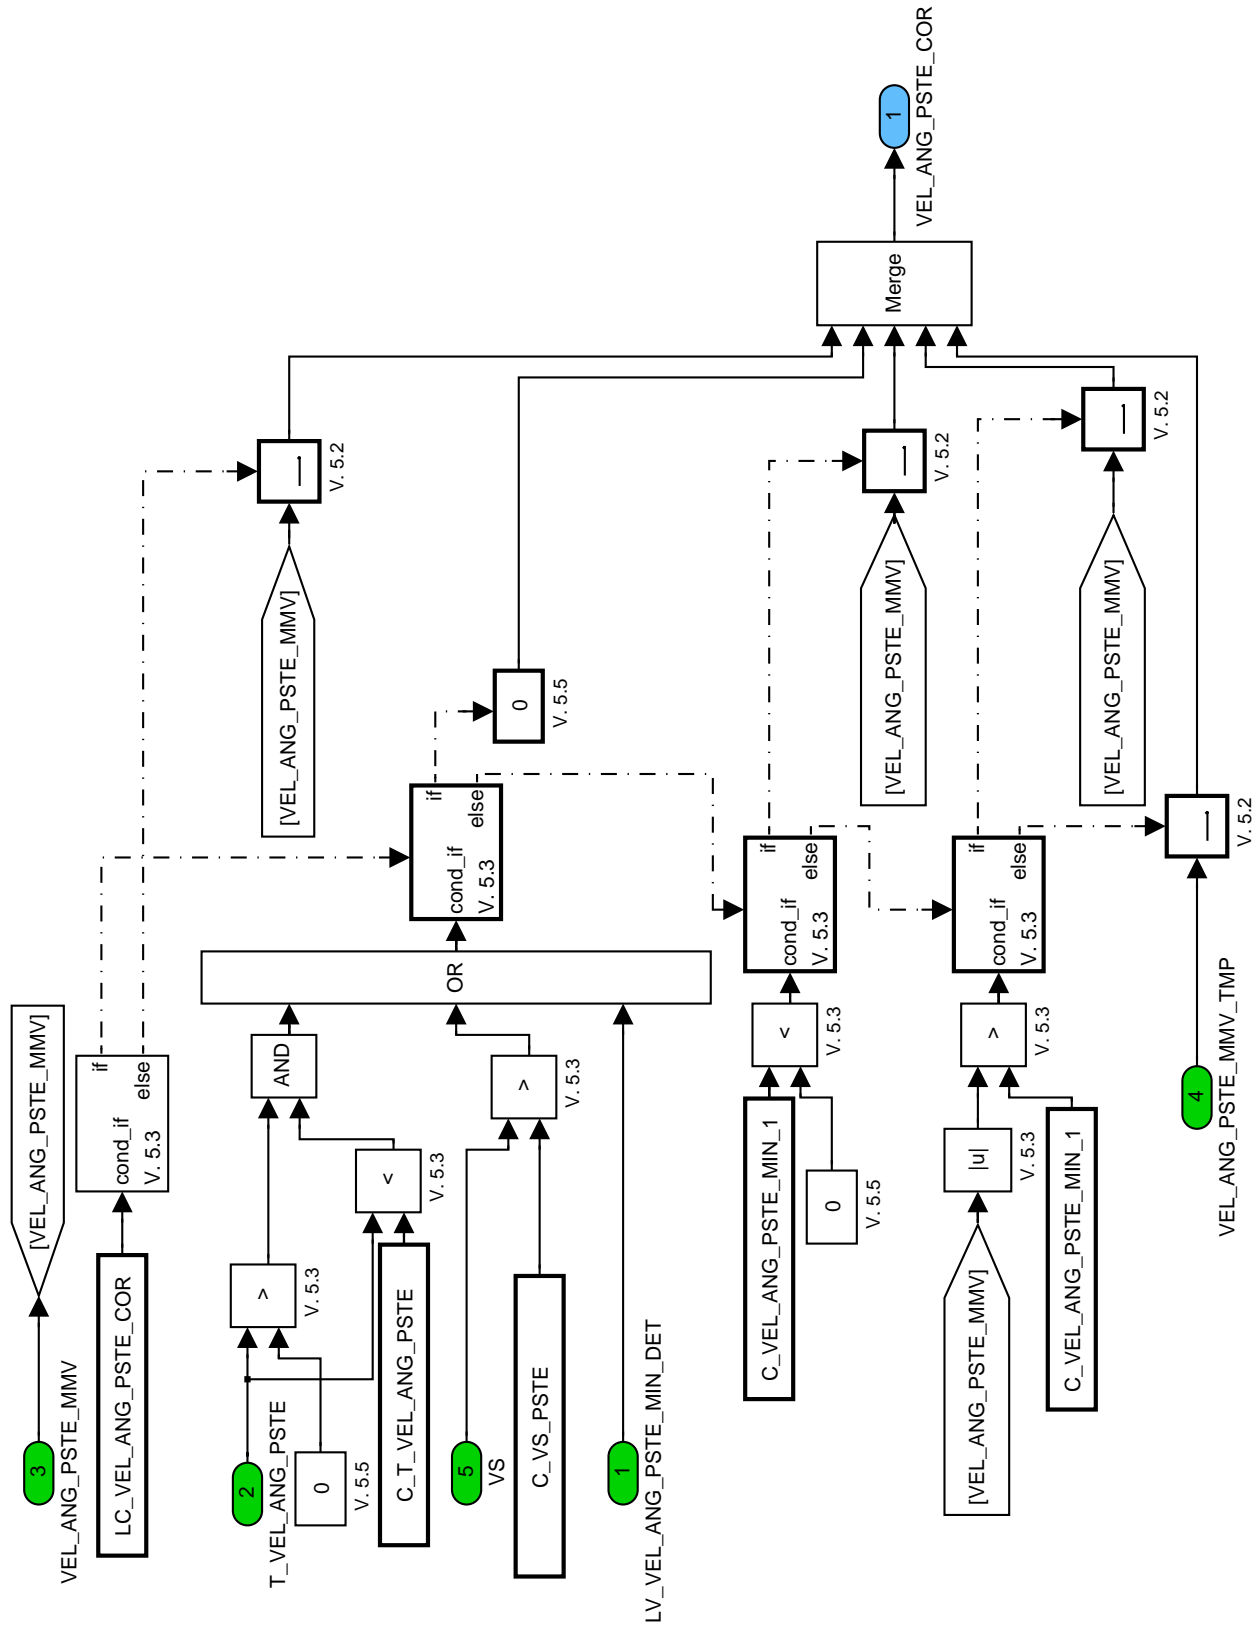 3
VEL_ANG_PSTE_MMV
[VEL_ANG_PSTE_MMV]
LC_VEL_ANG_PSTE_COR
cond_if
V. 5.3
if
else
2
T_VEL_ANG_PSTE
0
V. 5.5
>
V. 5.3
C_T_VEL_ANG_PSTE
<
V. 5.3
AND
5
VS
C_VS_PSTE
>
V. 5.3
1
LV_VEL_ANG_PSTE_MIN_DET
OR
cond_if
V. 5.3
if
else
[VEL_ANG_PSTE_MMV]
V. 5.2
0
V. 5.5
C_VEL_ANG_PSTE_MIN_1
0
V. 5.5
<
V. 5.3
cond_if
V. 5.3
if
else
[VEL_ANG_PSTE_MMV]
V. 5.2
Merge
1
VEL_ANG_PSTE_COR
[VEL_ANG_PSTE_MMV]
|u|
V. 5.3
C_VEL_ANG_PSTE_MIN_1
>
V. 5.3
cond_if
V. 5.3
if
else
[VEL_ANG_PSTE_MMV]
V. 5.2
4
VEL_ANG_PSTE_MMV_TMP
V. 5.2